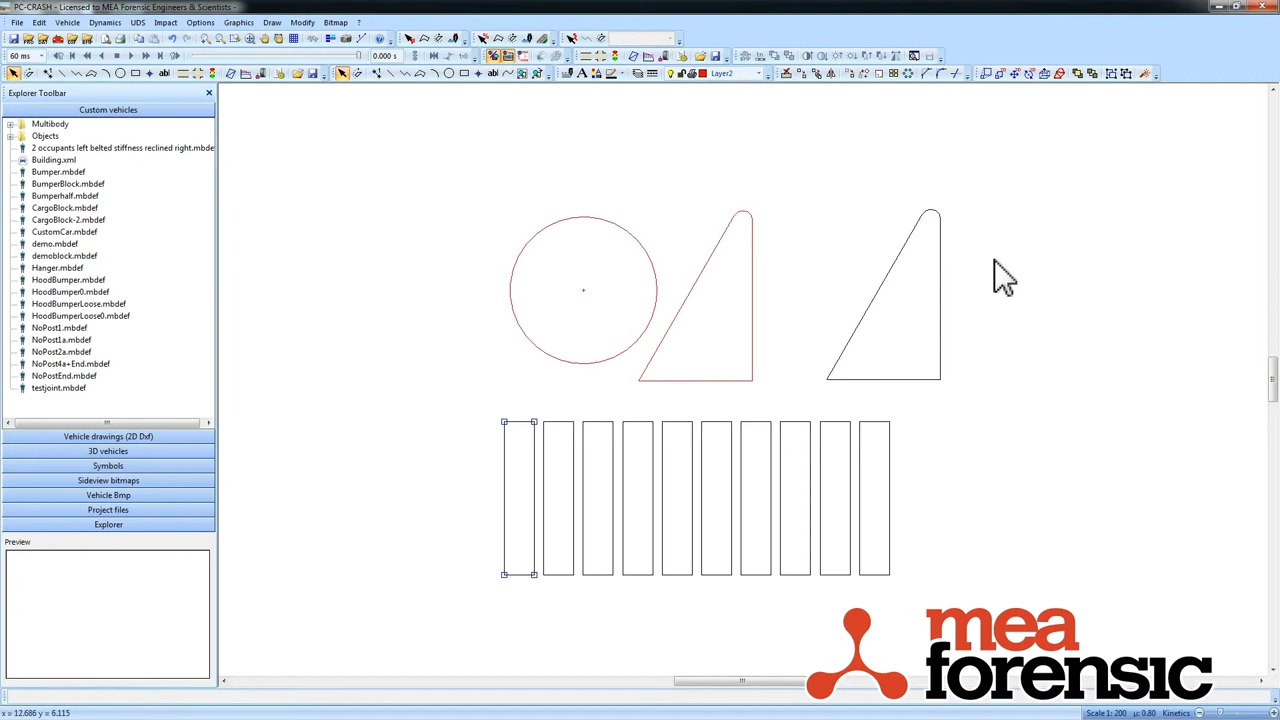 PC-CRASH - Licensed to MEA Forensic Engineers & Scientists -
File Edit Vehicle Dynamics UDS Impact Options Graphics Draw Modify Bitmap ?
60 ms 0.000 s
abl abl Layer2
Explorer Toolbar
Custom vehicles
Multibody
Objects
2 occupants left belted stiffness reclined right.mbde
Building.xml
Bumper.mbdef
BumperBlock.mbdef
Bumperhalf.mbdef
CargoBlock.mbdef
CargoBlock-2.mbdef
CustomCar.mbdef
demo.mbdef
demoblock.mbdef
Hanger.mbdef
HoodBumper.mbdef
HoodBumper0.mbdef
HoodBumperLoose.mbdef
HoodBumperLoose0.mbdef
NoPost1.mbdef
NoPost1a.mbdef
NoPost2a.mbdef
NoPost4a+End.mbdef
NoPostEnd.mbdef
testjoint.mbdef
Vehicle drawings (2D Dxf)
3D vehicles
Symbols
Sideview bitmaps
Vehicle Bmp
Project files
Explorer
Preview
mea
forensic
x = 12.686 y = 6.115 Scale 1: 200 µ: 0.80 Kinetics